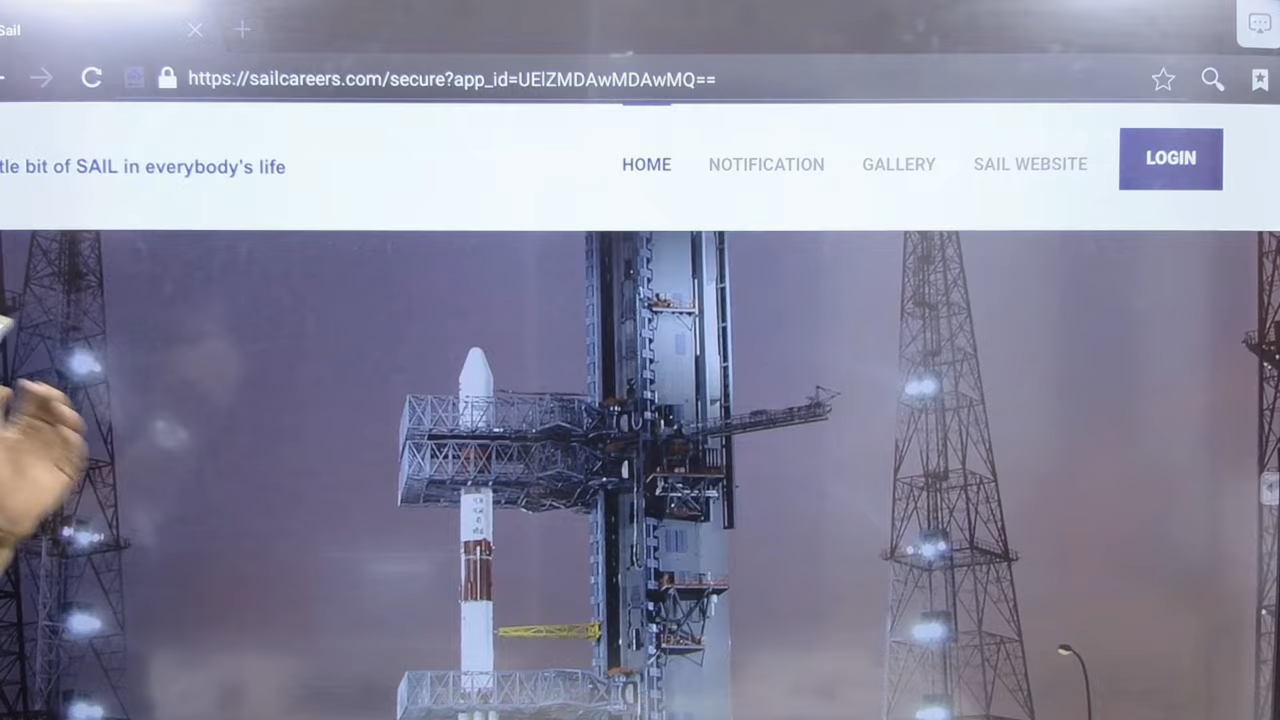 Sail
https://sailcareers.com/secure?app_id=UElZMDAwMDAwMQ==
tle bit of SAIL in everybody's life
HOME NOTIFICATION GALLERY SAIL WEBSITE LOGIN